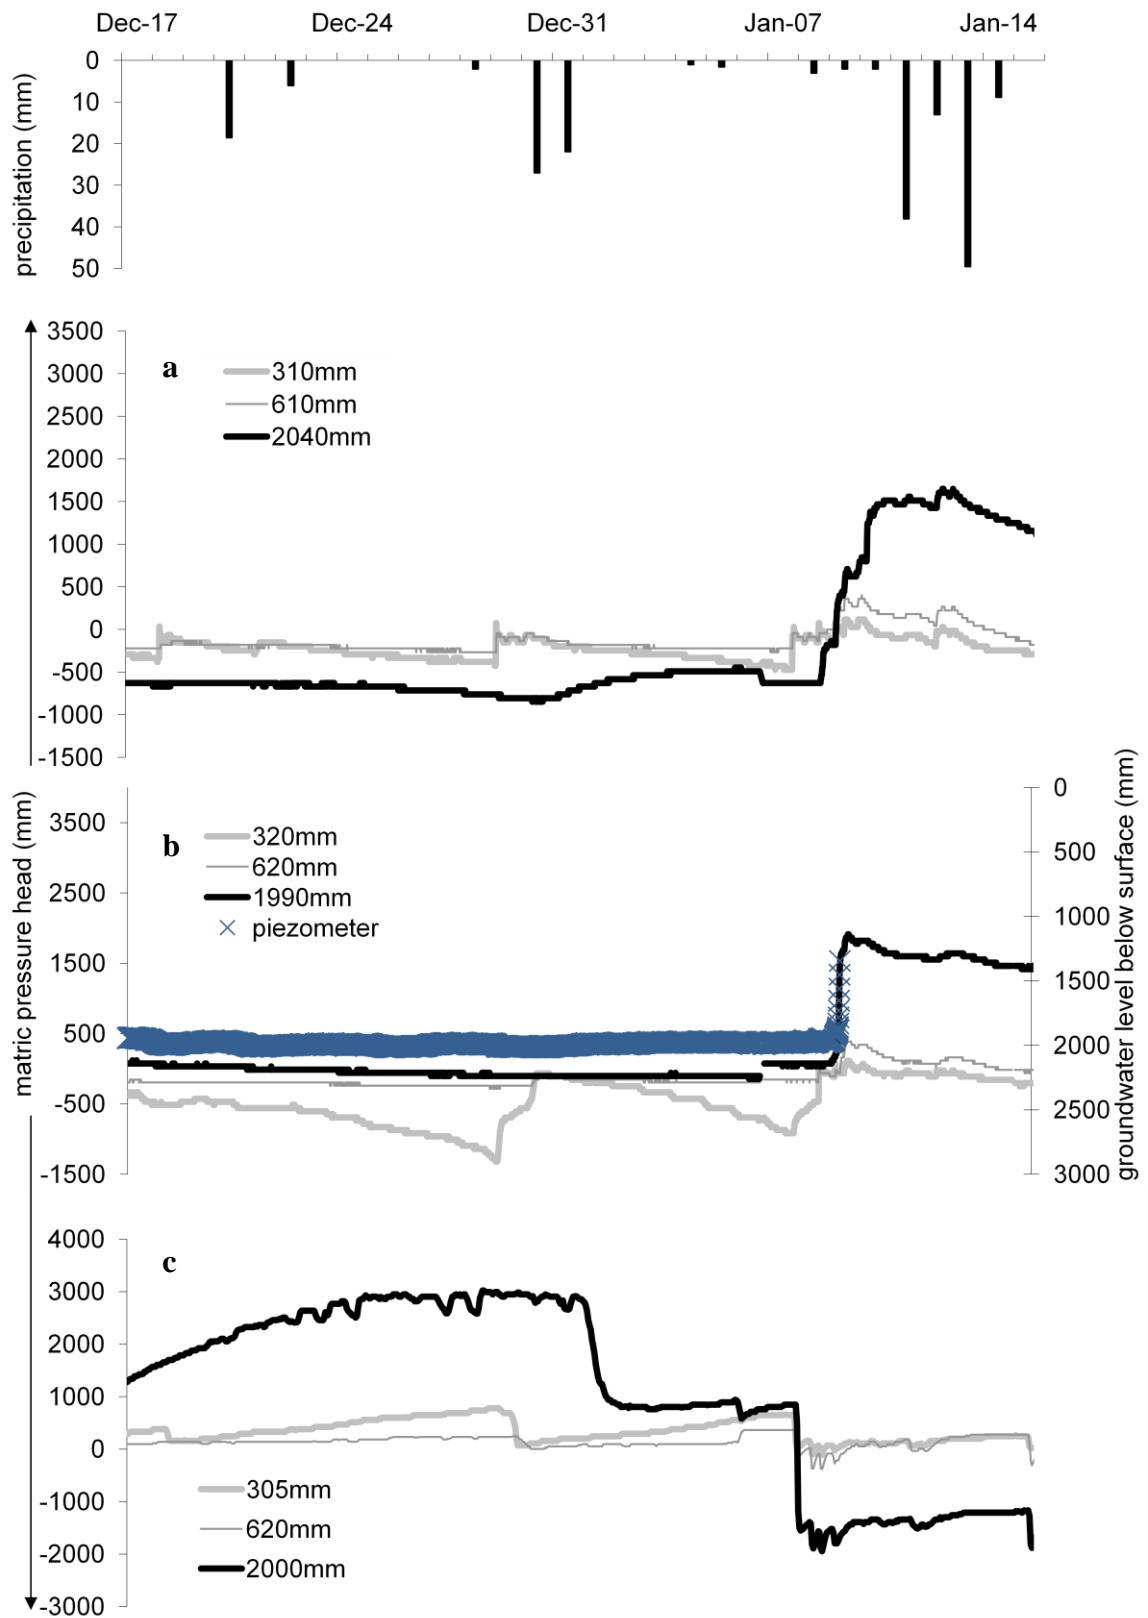 Dec-17 Dec-24 Dec-31 Jan-07 Jan-14
precipitation (mm)
0
10
20
30
40
50
3500
3000
2500
2000
1500
1000
500
0
-500
-1000
-1500
a
310mm
610mm
2040mm
matric pressure head (mm)
3500
2500
1500
500
-500
-1500
b
320mm
620mm
1990mm
piezometer
0
500
1000
1500
2000
2500
3000
groundwater level below surface (mm)
4000
3000
2000
1000
0
-1000
-2000
-3000
c
305mm
620mm
2000mm